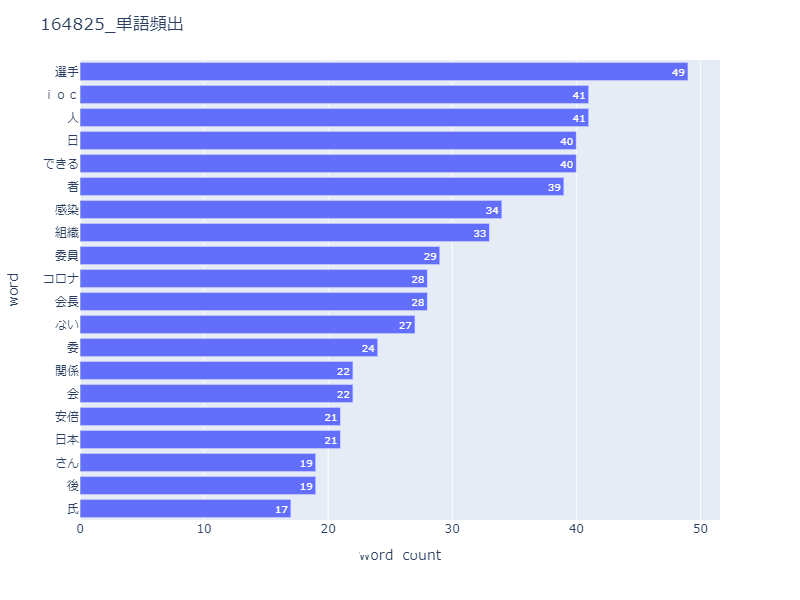 164825_単語頻出
選手 49
ｉｏｃ 41
人 41
日 40
できる 40
者 39
感染 34
組織 33
委員 29
コロナ 28
会長 28
ない 27
委 24
関係 22
会 22
安倍 21
日本 21
さん 19
後 19
氏 17
0 10 20 30 40 50
word count
word